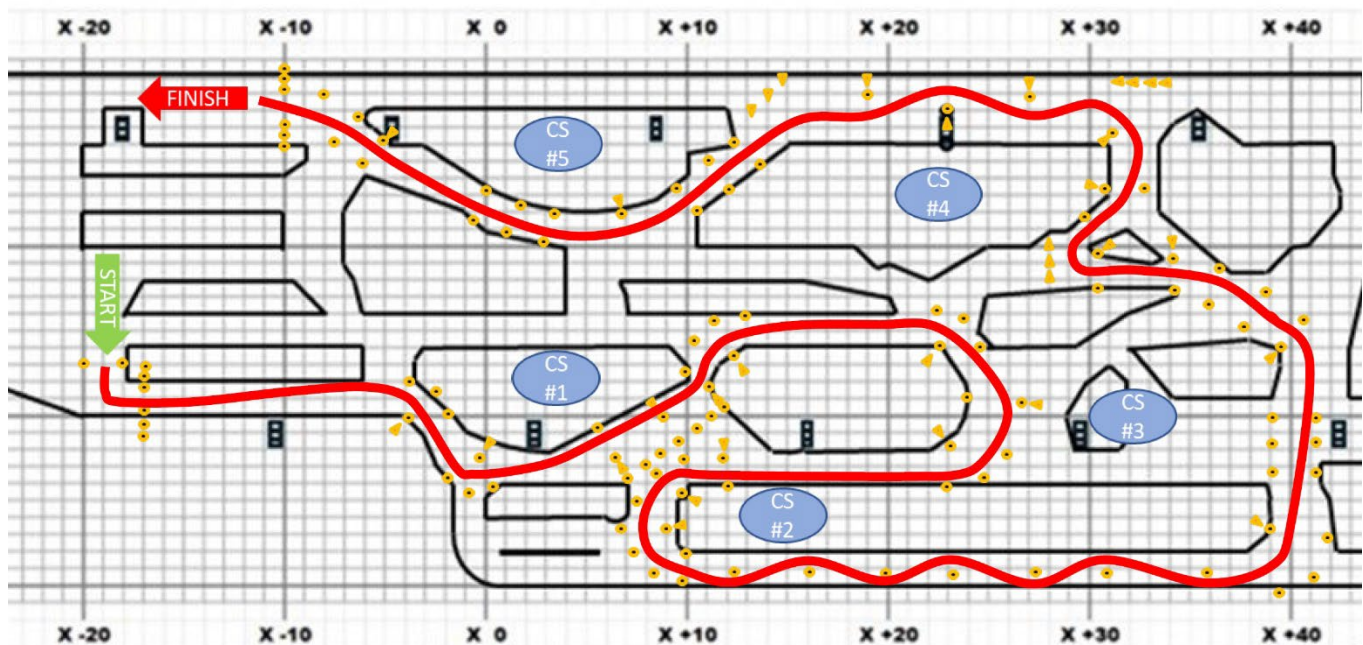 X -20 X -10 X 0 X +10 X +20 X +30 X +40
FINISH
CS
#5
CS
#4
START
CS
#1
CS
#3
CS
#2
X -20 X -10 X 0 X +10 X +20 X +30 X +40